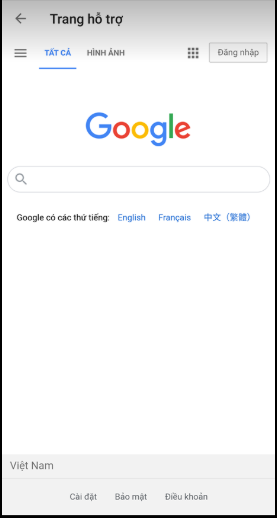 Trang hỗ trợ
TẤT CẢ HÌNH ẢNH Đăng nhập
Google
Google có các thứ tiếng: English Français 中文（繁體）
Việt Nam
Cài đặt Bảo mật Điều khoản